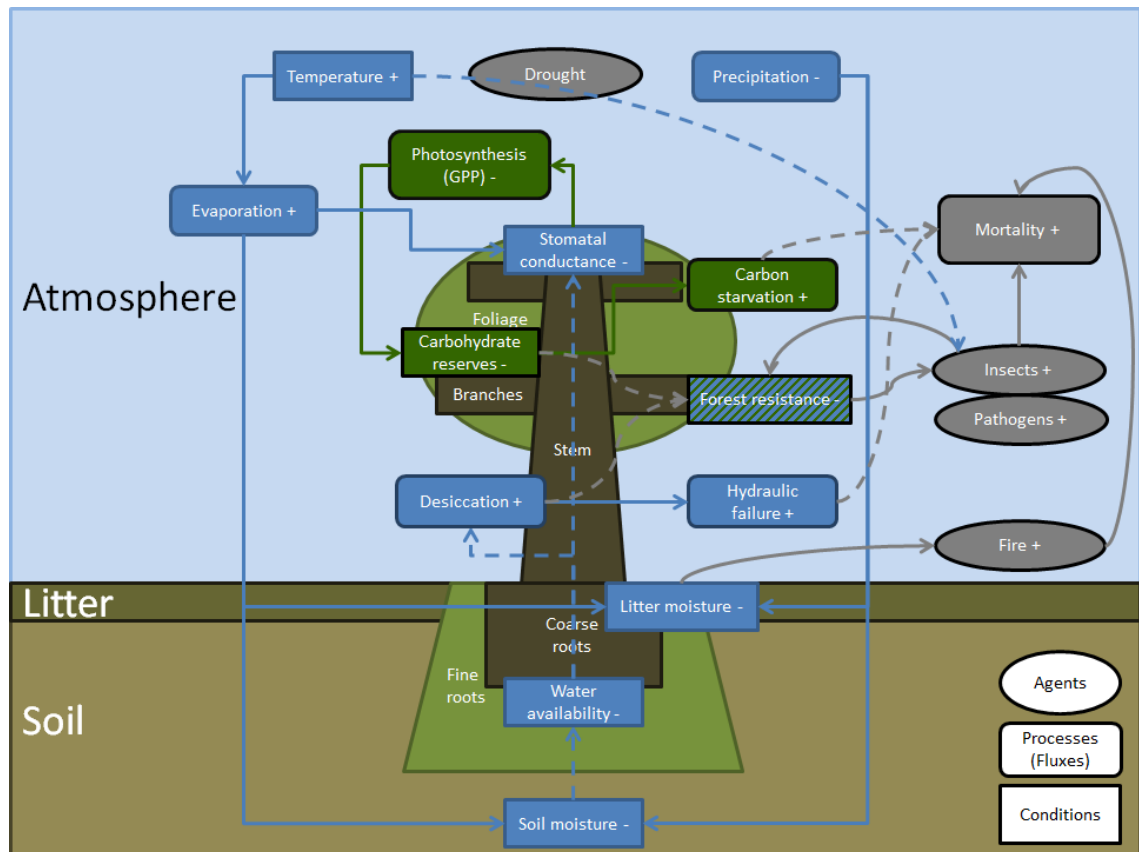 Temperature +
Drought
Precipitation -
Photosynthesis
(GPP) -
Evaporation +
Stomatal
conductance -
Mortality +
Atmosphere
Carbon
starvation +
Foliage
Carbohydrate
reserves -
Insects +
Branches
Forest resistance -
Pathogens +
Stem
Desiccation +
Hydraulic
failure +
Fire +
Litter
Litter moisture -
Coarse
roots
Fine
roots
Water
availability -
Soil
Agents
Processes
(Fluxes)
Soil moisture -
Conditions